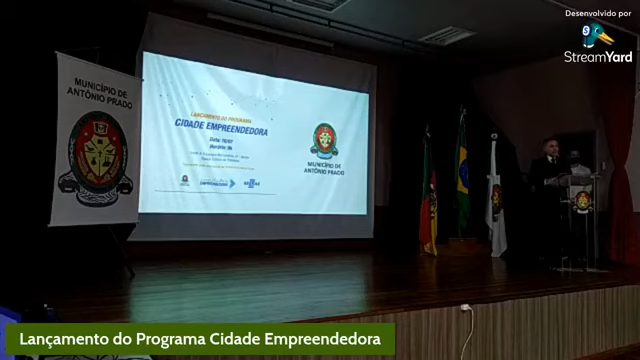 Desenvolvido por
StreamYard
MUNICÍPIO DE
ANTÔNIO PRADO
LANÇAMENTO DO PROGRAMA
CIDADE EMPREENDEDORA
MUNICÍPIO DE
ANTÔNIO PRADO
SEBRAE
Lançamento do Programa Cidade Empreendedora